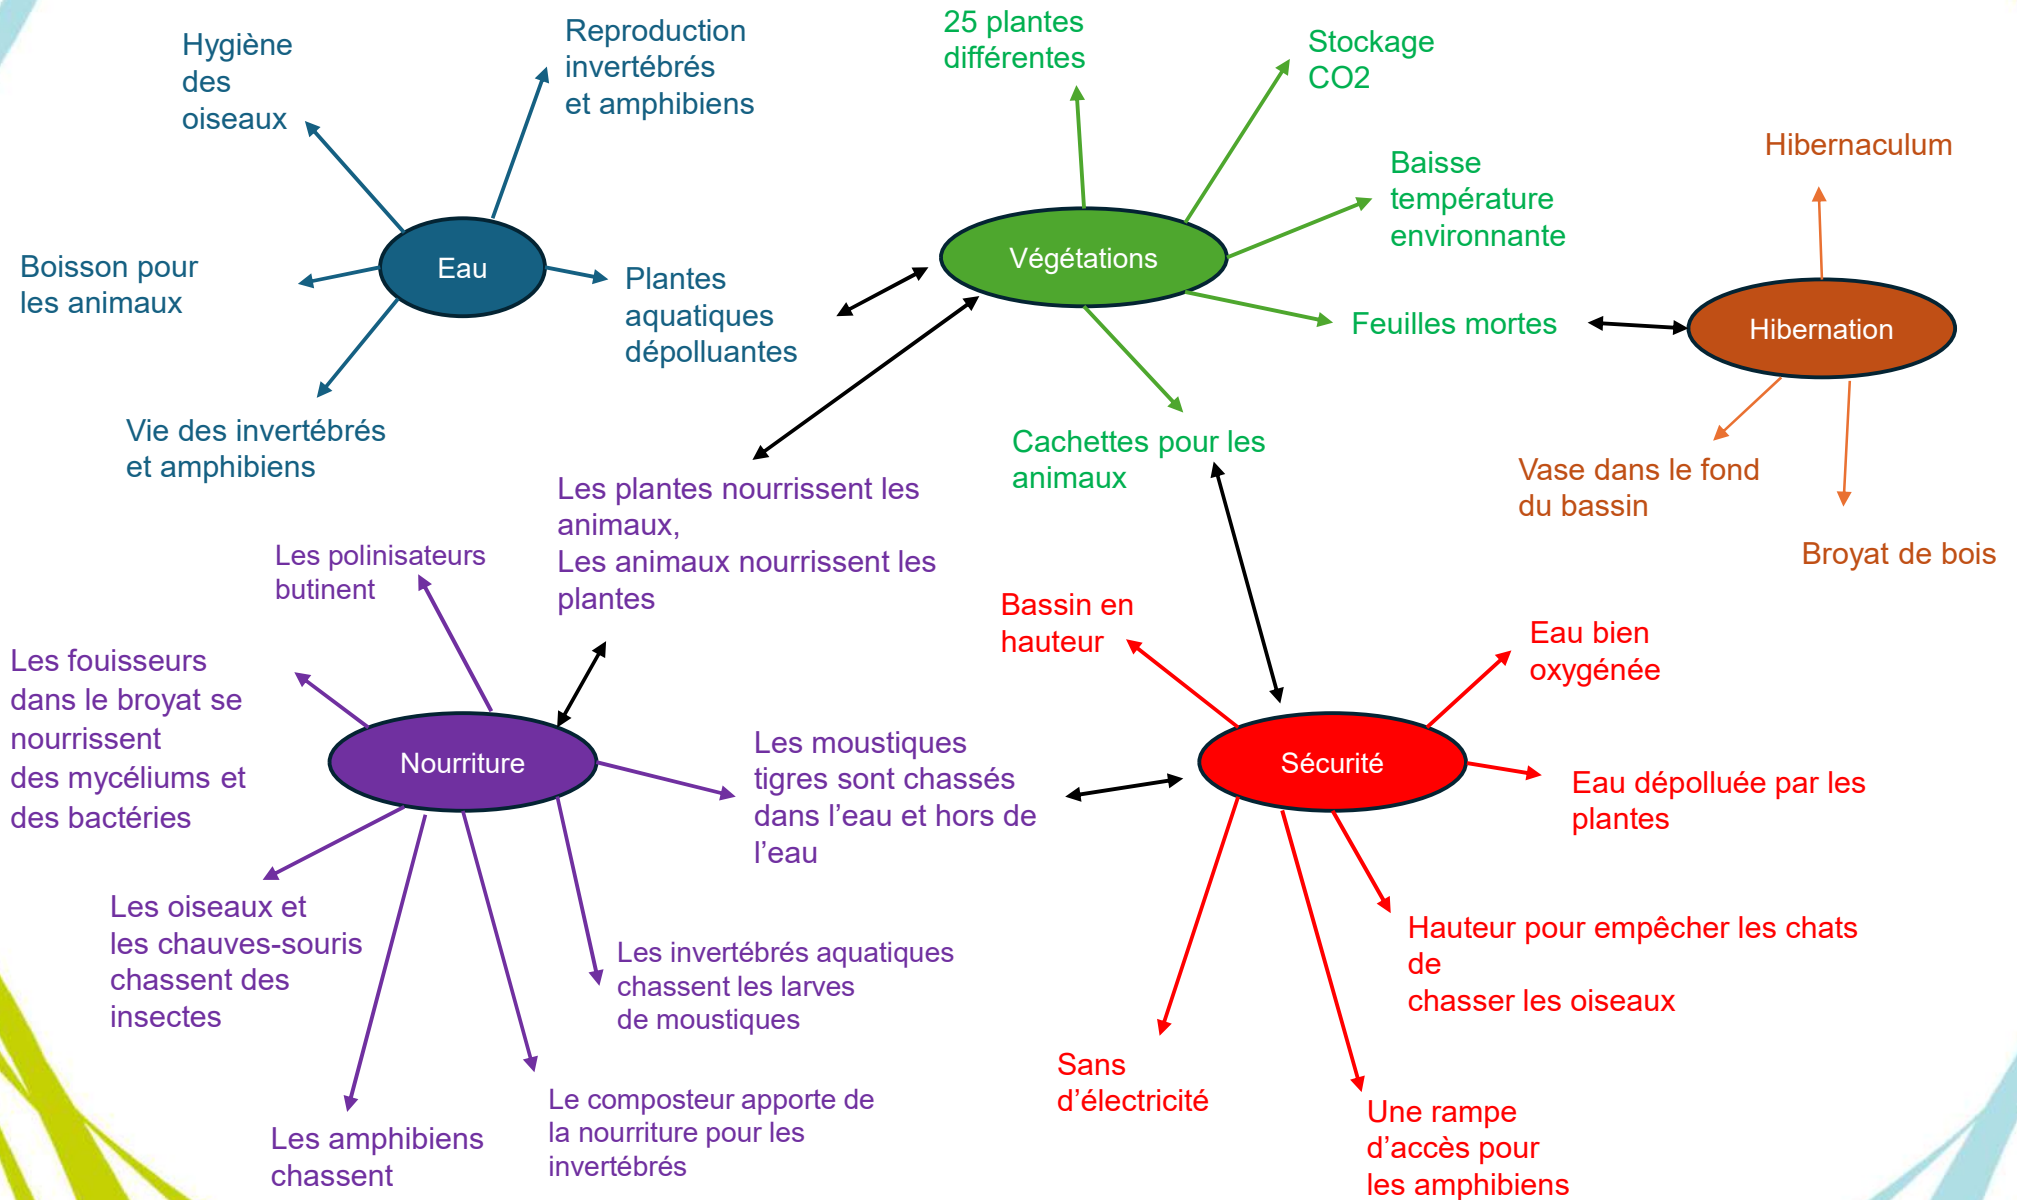 Hygiène
des
oiseaux
Reproduction
invertébrés
et amphibiens
Eau
Boisson pour
les animaux
Plantes
aquatiques
dépolluantes
Vie des invertébrés
et amphibiens
25 plantes
différentes
Stockage
CO2
Baisse
température
environnante
Végétations
Feuilles mortes
Cachettes pour les
animaux
Hibernaculum
Hibernation
Vase dans le fond
du bassin
Broyat de bois
Les plantes nourrissent les
animaux,
Les animaux nourrissent les
plantes
Les polinisateurs
butinent
Les fouisseurs
dans le broyat se
nourrissent
des mycéliums et
des bactéries
Nourriture
Les moustiques
tigres sont chassés
dans l’eau et hors de
l’eau
Les oiseaux et
les chauves-souris
chassent des
insectes
Les invertébrés aquatiques
chassent les larves
de moustiques
Les amphibiens
chassent
Le composteur apporte de
la nourriture pour les
invertébrés
Bassin en
hauteur
Eau bien
oxygénée
Sécurité
Eau dépolluée par les
plantes
Hauteur pour empêcher les chats
de
chasser les oiseaux
Sans
d’électricité
Une rampe
d’accès pour
les amphibiens